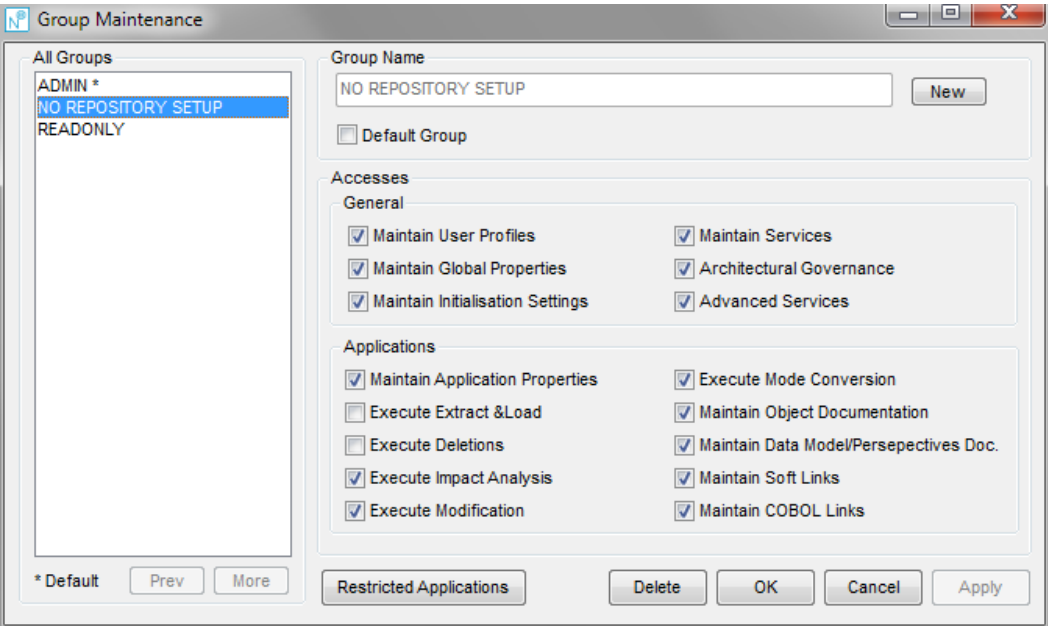 Group Maintenance
All Groups
ADMIN *
NO REPOSITORY SETUP
READONLY
* Default
Prev
More
Group Name
NO REPOSITORY SETUP
New
Default Group
Accesses
General
Maintain User Profiles
Maintain Services
Maintain Global Properties
Architectural Governance
Maintain Initialisation Settings
Advanced Services
Applications
Maintain Application Properties
Execute Mode Conversion
Execute Extract &Load
Maintain Object Documentation
Execute Deletions
Maintain Data Model/Persepectives Doc.
Execute Impact Analysis
Maintain Soft Links
Execute Modification
Maintain COBOL Links
Restricted Applications
Delete
OK
Cancel
Apply